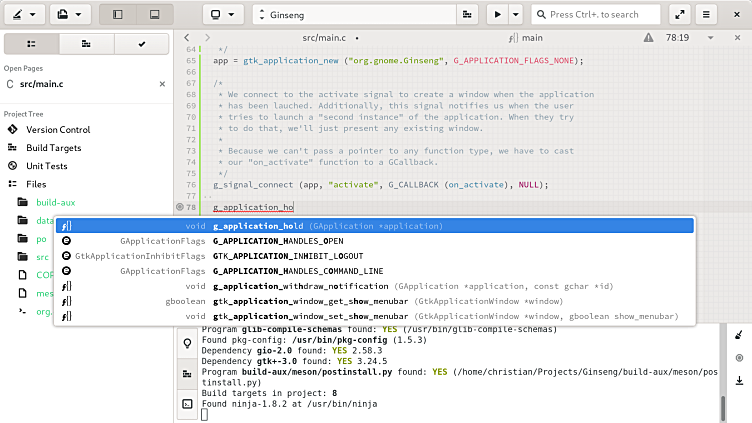 Ginseng
Press Ctrl+. to search
src/main.c •
ƒ{} main
78:19
Open Pages
C src/main.c
Project Tree
Version Control
Build Targets
Unit Tests
Files
build-aux
data
po
src
COP
mes
org.
64 */
65 app = gtk_application_new ("org.gnome.Ginseng", G_APPLICATION_FLAGS_NONE);
66
67 /*
68 * We connect to the activate signal to create a window when the application
69 * has been lauched. Additionally, this signal notifies us when the user
70 * tries to launch a "second instance" of the application. When they try
71 * to do that, we'll just present any existing window.
72 *
73 * Because we can't pass a pointer to any function type, we have to cast
74 * our "on_activate" function to a GCallback.
75 */
76 g_signal_connect (app, "activate", G_CALLBACK (on_activate), NULL);
77
78 g_application_ho
ƒ{} void g_application_hold (GApplication *application)
GApplicationFlags G_APPLICATION_HANDLES_OPEN
GtkApplicationInhibitFlags GTK_APPLICATION_INHIBIT_LOGOUT
GApplicationFlags G_APPLICATION_HANDLES_COMMAND_LINE
ƒ{} void g_application_withdraw_notification (GApplication *application, const gchar *id)
ƒ{} gboolean gtk_application_window_get_show_menubar (GtkApplicationWindow *window)
ƒ{} void gtk_application_window_set_show_menubar (GtkApplicationWindow *window, gboolean show_menubar)
Program glib-compile-schemas found: YES (/usr/bin/glib-compile-schemas)
Found pkg-config: /usr/bin/pkg-config (1.5.3)
Dependency gio-2.0 found: YES 2.58.3
Dependency gtk+-3.0 found: YES 3.24.5
Program build-aux/meson/postinstall.py found: YES (/home/christian/Projects/Ginseng/build-aux/meson/pos
tinstall.py)
Build targets in project: 8
Found ninja-1.8.2 at /usr/bin/ninja